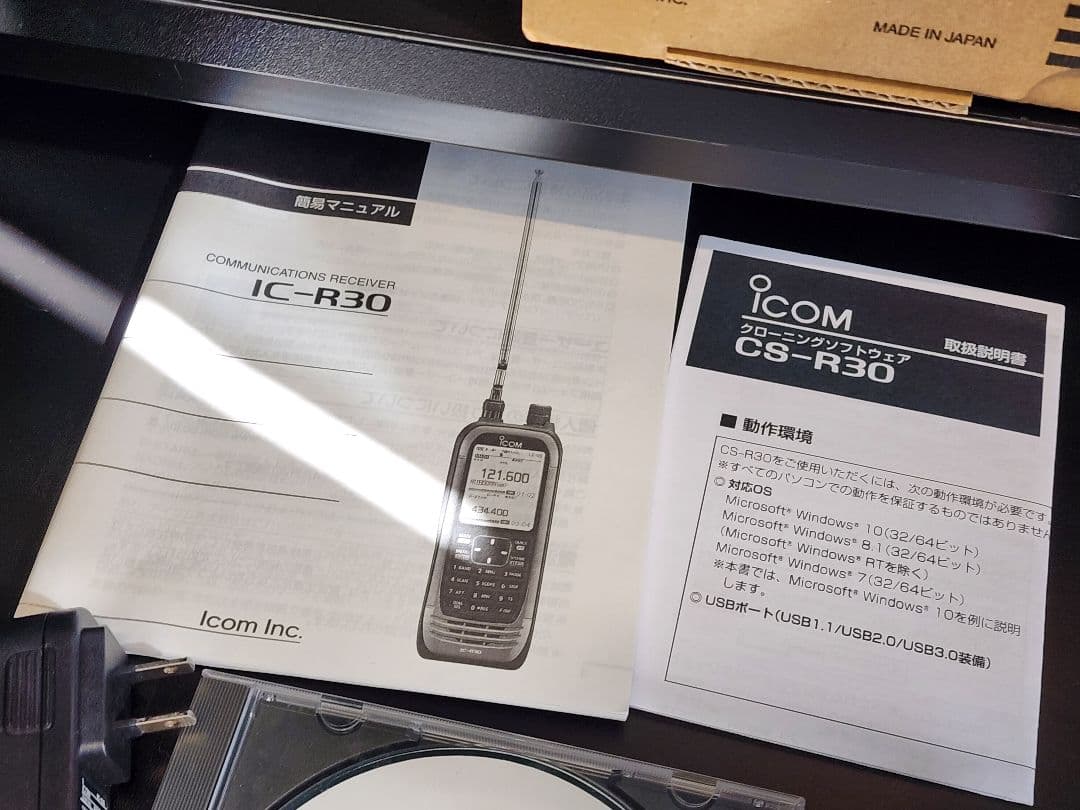 INC.
MADE IN JAPAN
簡易マニュアル
COMMUNICATIONS RECEIVER
IC-R30
ICOM
121.600
434.400
IC-R30
Icom Inc.
ICOM
クローニングソフトウェア
CS-R30
取扱説明書
■ 動作環境
CS-R30をご使用いただくには、次の動作環境が必要です。
※すべてのパソコンでの動作を保証するものではありません
◎ 対応OS
Microsoft® Windows® 10(32/64ビット)
Microsoft® Windows® 8.1(32/64ビット)
(Microsoft® Windows® RTを除く)
Microsoft® Windows® 7(32/64ビット)
※本書では、Microsoft® Windows® 10を例に説明
します。
◎ USBポート(USB1.1/USB2.0/USB3.0装備)